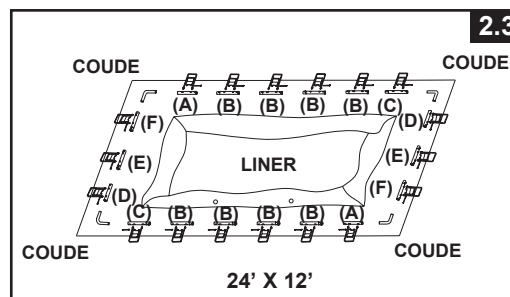 2.3
COUDE COUDE
(A) (B) (B) (B) (B) (C)
(F) (D)
(E) LINER (E)
(D) (F)
(C) (B) (B) (B) (B) (A)
COUDE COUDE
24' X 12'